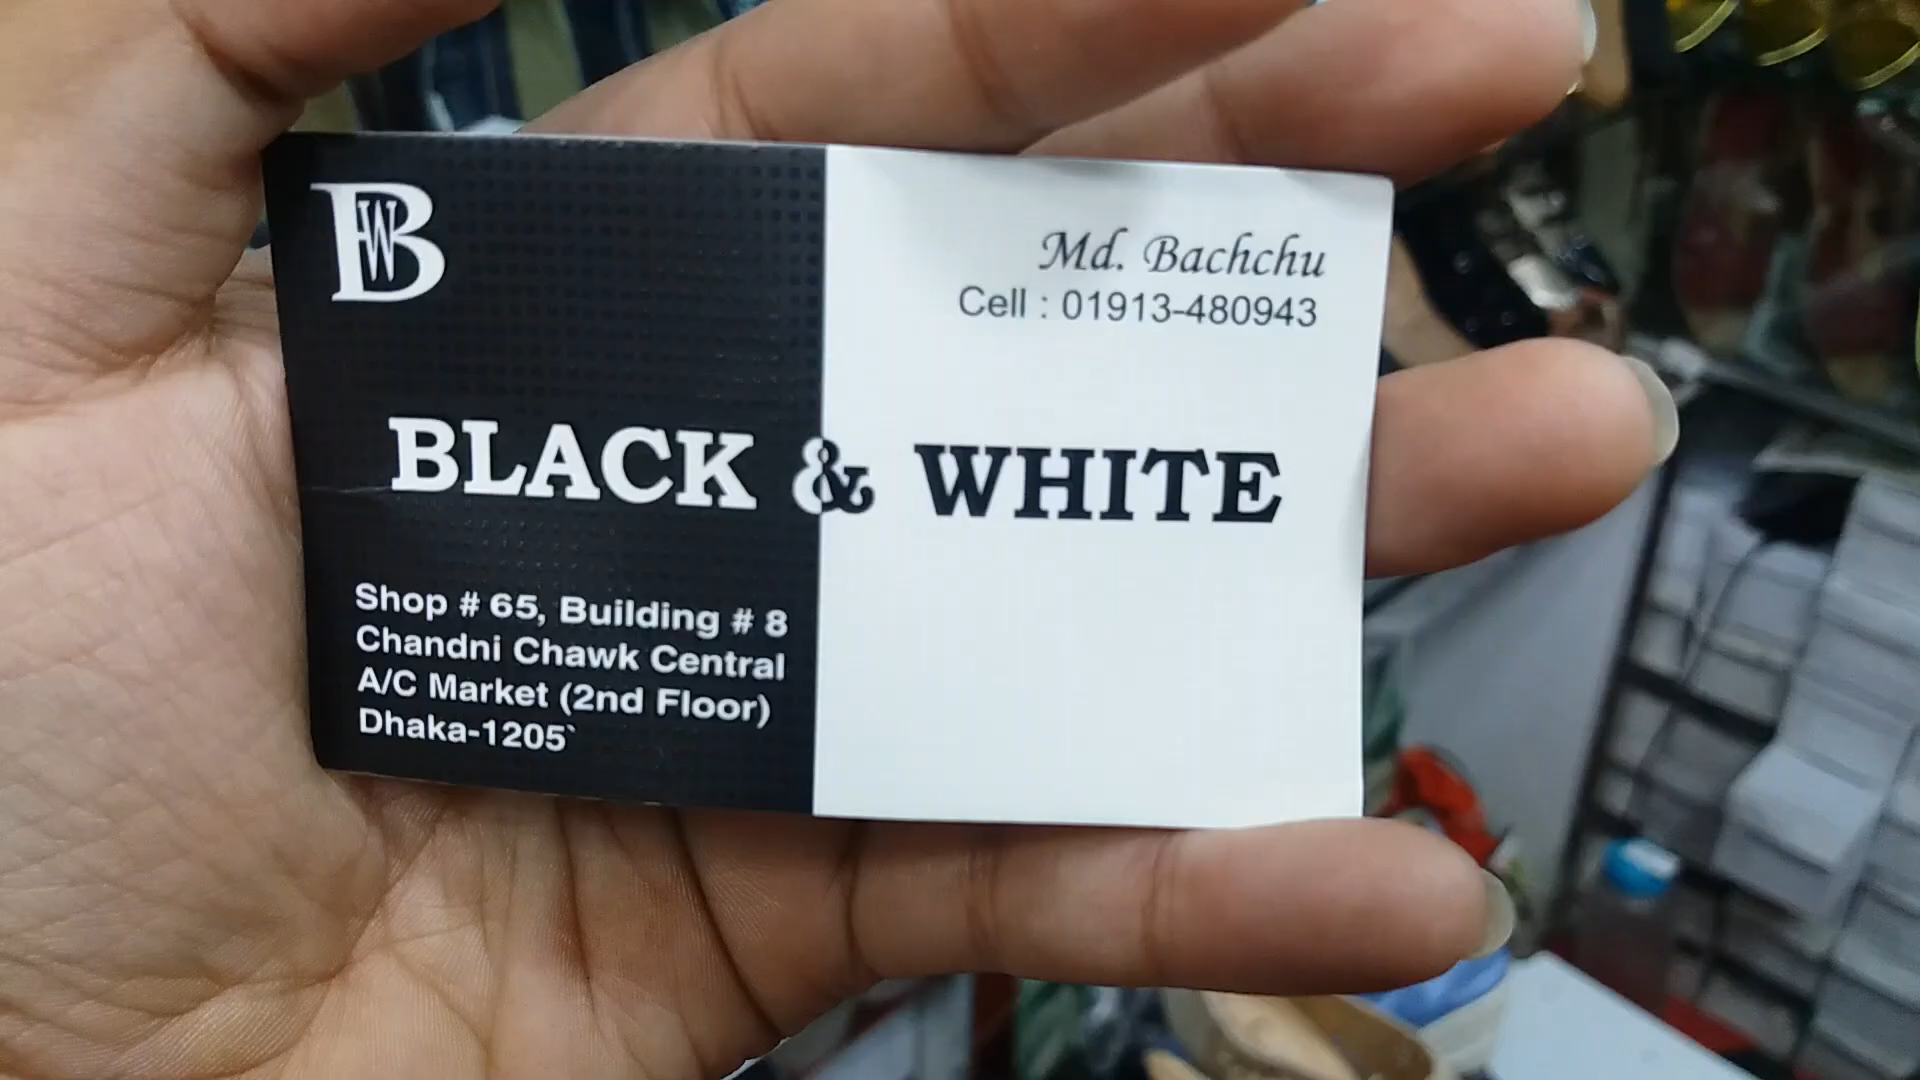 BW
Md. Bachchu
Cell : 01913-480943
BLACK & WHITE
Shop # 65, Building # 8
Chandni Chawk Central
A/C Market (2nd Floor)
Dhaka-1205`